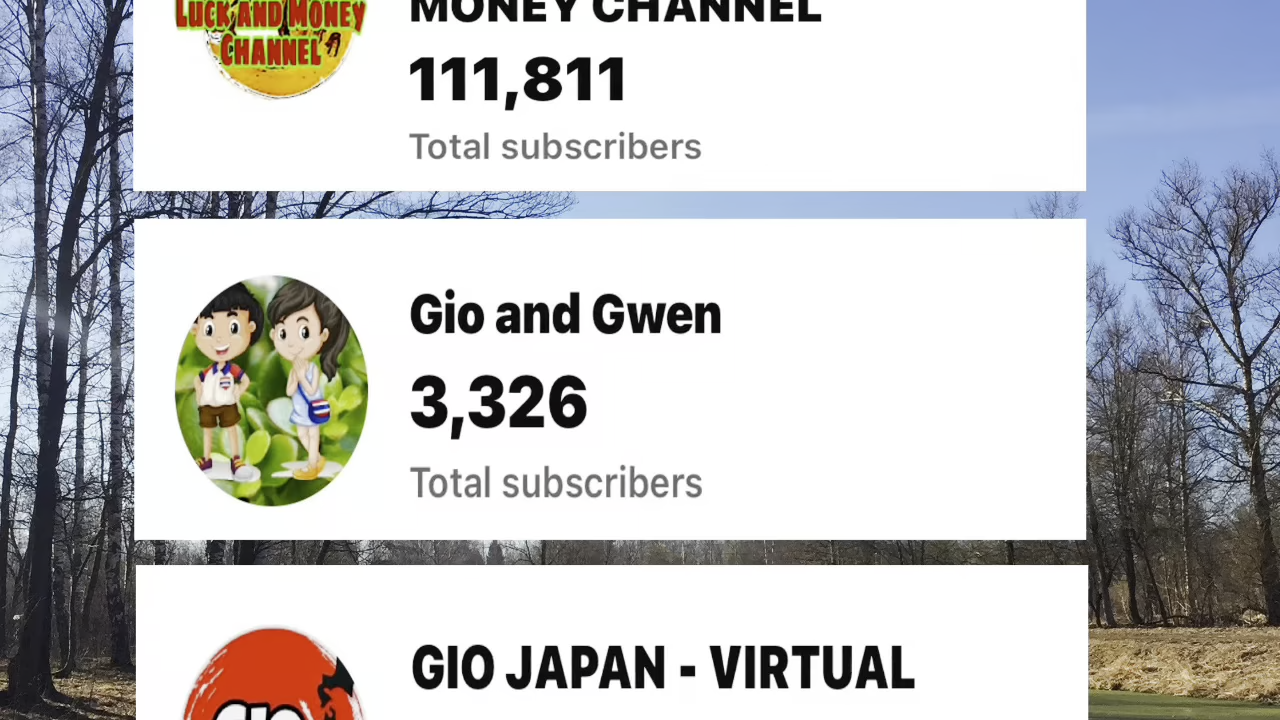 LUCK AND MONEY
CHANNEL
MONEY CHANNEL
111,811
Total subscribers
Gio and Gwen
3,326
Total subscribers
GIO JAPAN - VIRTUAL
GIO